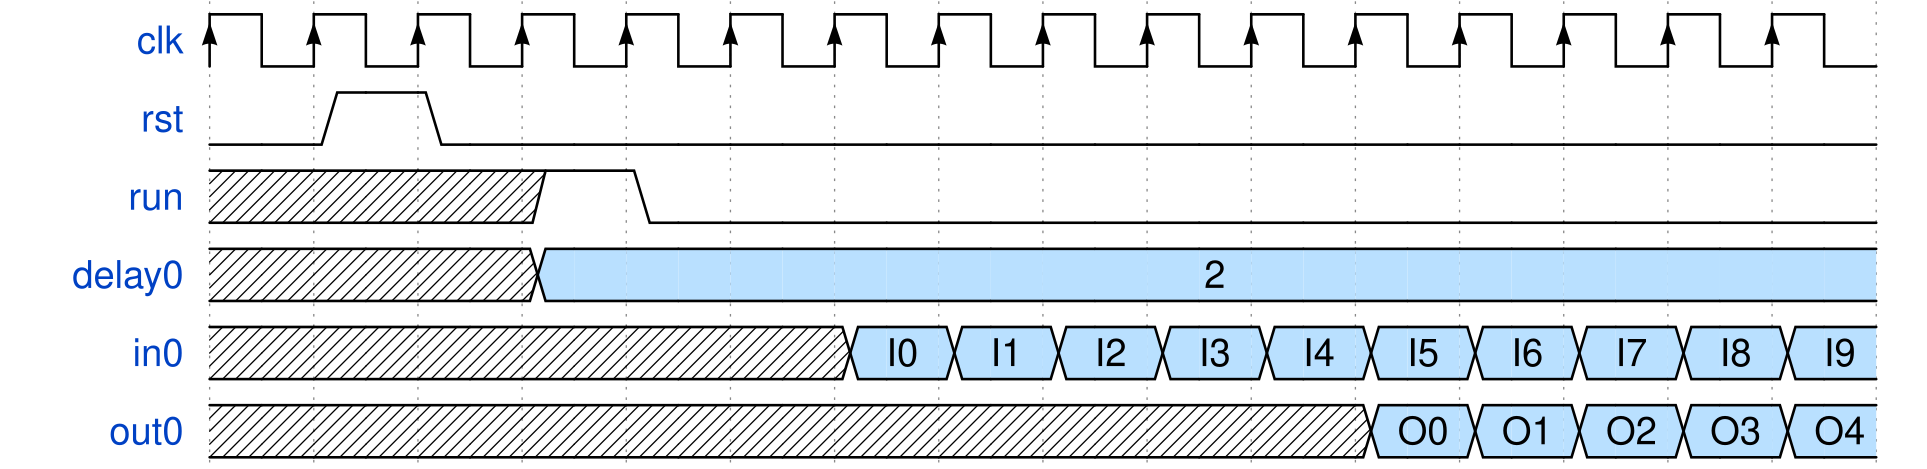 clk
rst
run
delay0 2
in0 I0 I1 I2 I3 I4 I5 I6 I7 I8 I9
out0 O0 O1 O2 O3 O4